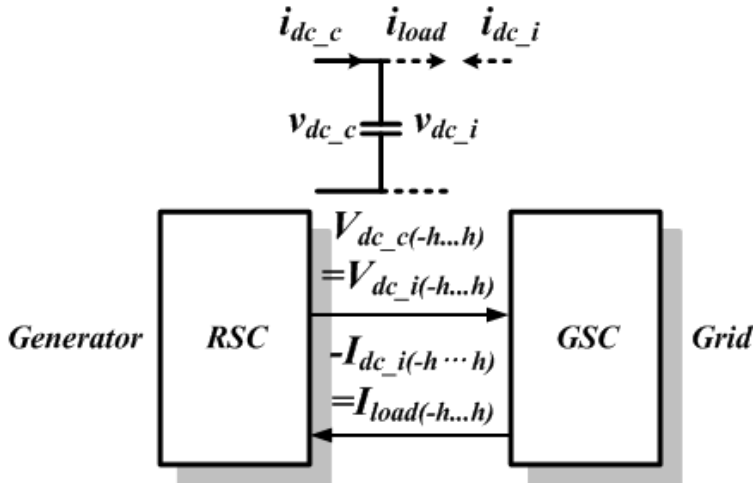 i_dc_c i_load i_dc_i
v_dc_c v_dc_i
V_dc_c(-h...h)
=V_dc_i(-h...h)
Generator RSC GSC Grid
-I_dc_i(-h⋯h)
=I_load(-h...h)